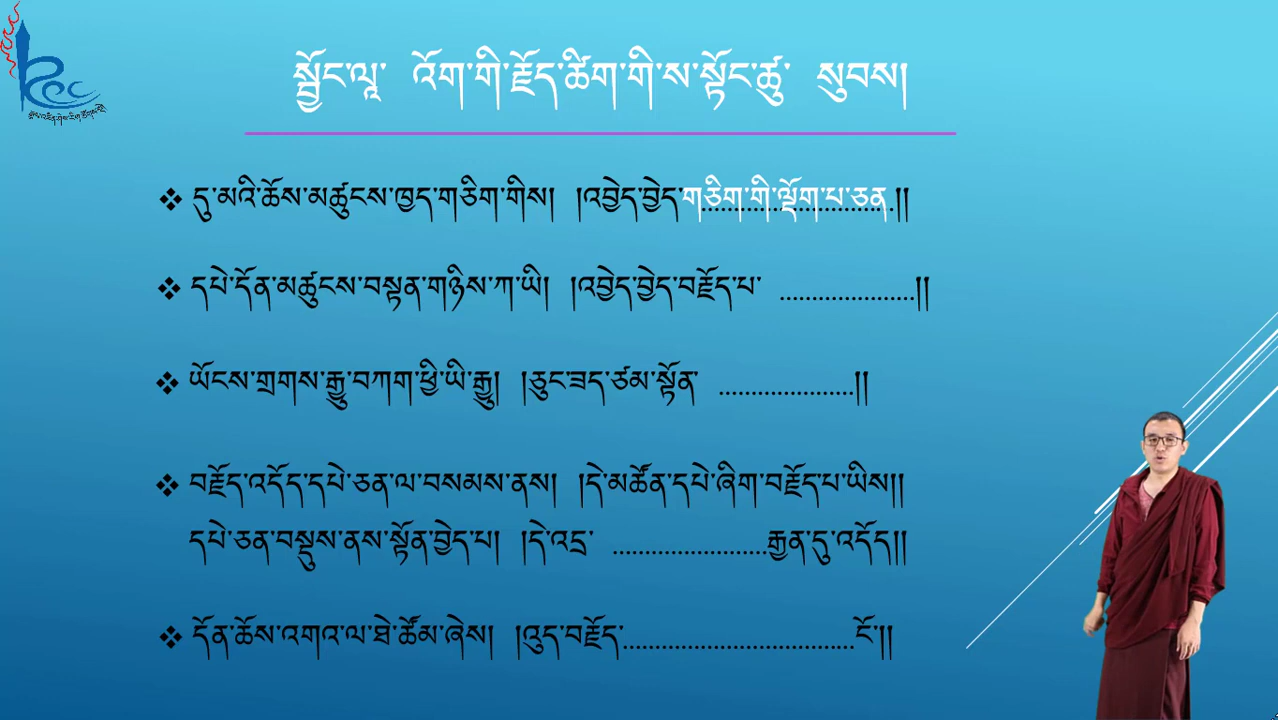 སྦྱོང་ལཱ་ འོག་གི་རྗོད་ཚིག་གི་ས་སྟོང་ཚུ་ སུབས།
དུ་མའི་ཆོས་མཚུངས་ཁྱད་གཅིག་གིས། །འབྱེད་བྱེད་གཅིག་གི་ལྡོག་པ་ཅན་..........................།།
དཔེ་དོན་མཚུངས་བསྟན་གཉིས་ཀ་ཡི། །འབྱེད་བྱེད་བརྗོད་པ་ .....................།།
ཡོངས་གྲགས་རྒྱུ་བཀག་ཕྱི་ཡི་རྒྱུ། །ཅུང་ཟད་ཙམ་སྟོན་ .....................།།
བརྗོད་འདོད་དཔེ་ཅན་ལ་བསམས་ནས། །དེ་མཚོན་དཔེ་ཞིག་བརྗོད་པ་ཡིས།།
དཔེ་ཅན་བསྡུས་ནས་སྟོན་བྱེད་པ། །དེ་འདྲ་ ........................རྒྱན་དུ་འདོད།།
དོན་ཆོས་འགའ་ལ་ཐེ་ཚོམ་ཞེས། །འུད་བརྗོད་....................................ངོ་།།